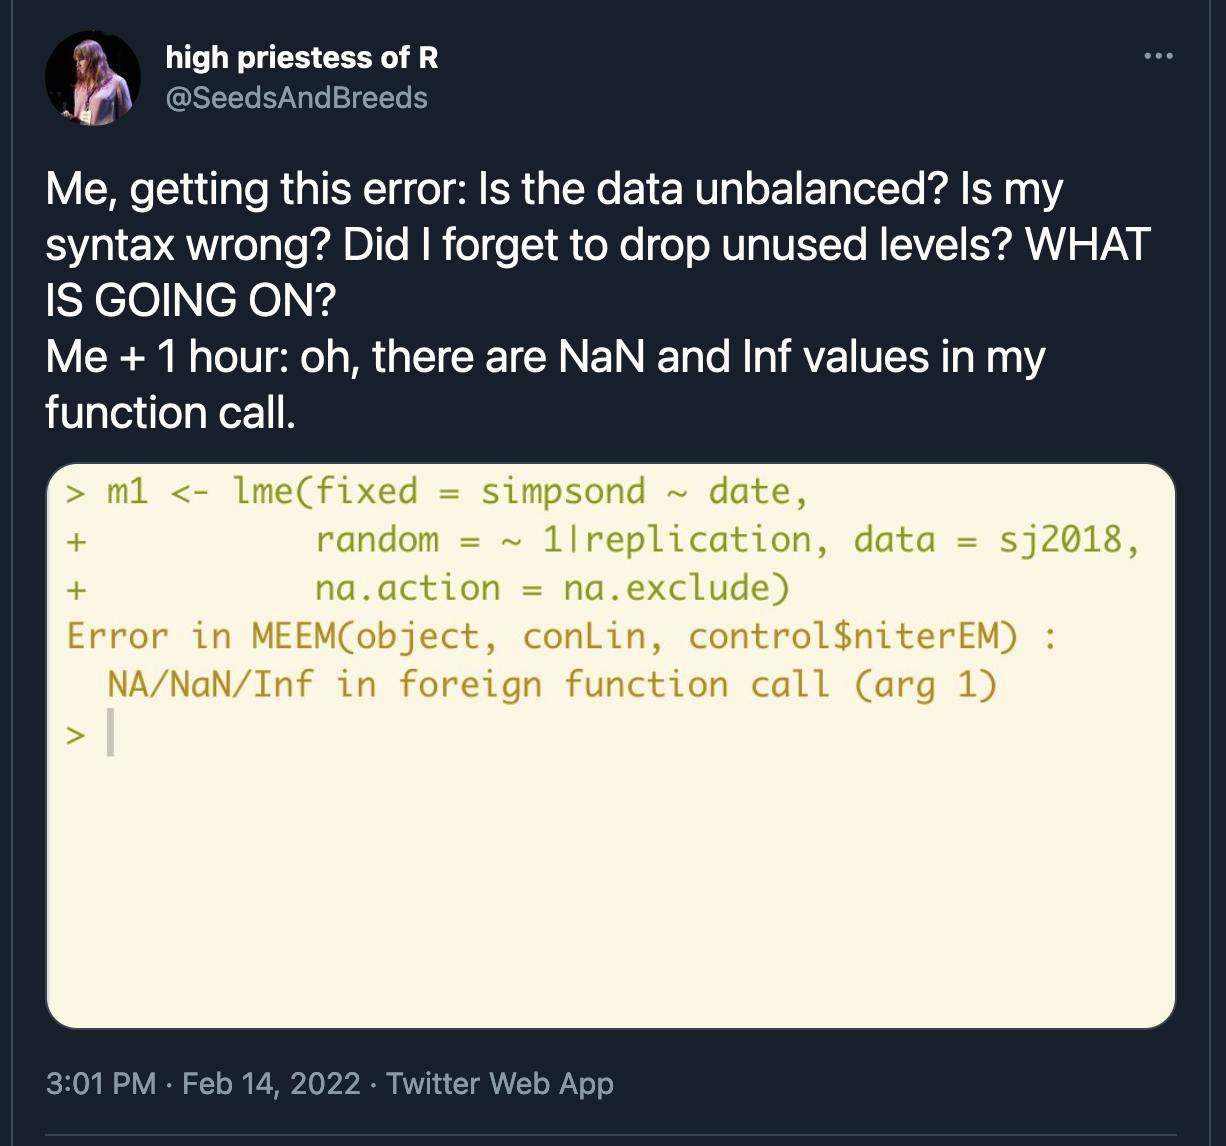 high priestess of R
@SeedsAndBreeds
Me, getting this error: Is the data unbalanced? Is my
syntax wrong? Did I forget to drop unused levels? WHAT
IS GOING ON?
Me + 1 hour: oh, there are NaN and Inf values in my
function call.
> m1 <- lme(fixed = simpsond ~ date,
+           random = ~ 1|replication, data = sj2018,
+           na.action = na.exclude)
Error in MEEM(object, conLin, control$niterEM) :
  NA/NaN/Inf in foreign function call (arg 1)
>
3:01 PM · Feb 14, 2022 · Twitter Web App